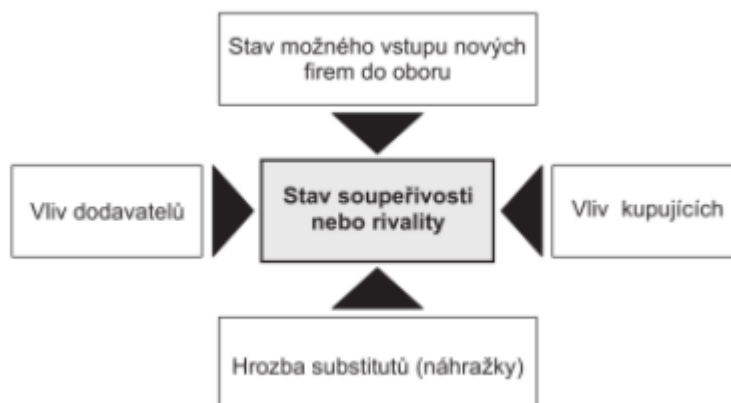 Stav možného vstupu nových
firem do oboru
Vliv dodavatelů
Stav soupeřivosti
nebo rivality
Vliv kupujících
Hrozba substitutů (náhražky)